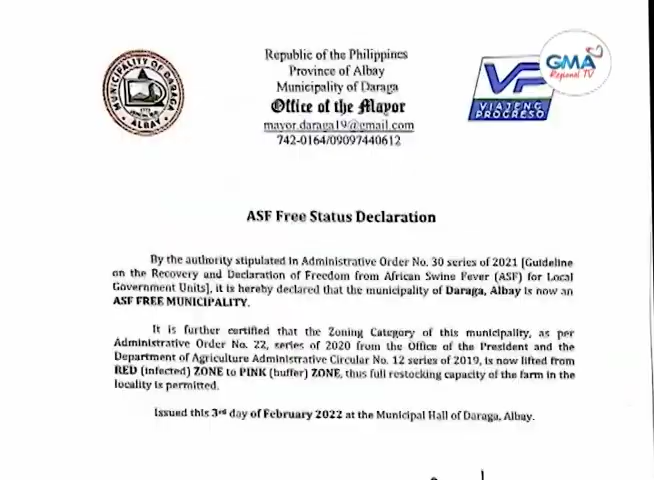 Republic of the Philippines
Province of Albay
Municipality of Daraga
Office of the Mayor
mayor.daraga19@gmail.com
742-0164/09097440612
MUNICIPALITY OF DARAGA
ALBAY
VP
VIAJENG
PROGRESO
GMA
Regional TV
ASF Free Status Declaration
By the authority stipulated in Administrative Order No. 30 series of 2021 [Guideline
on the Recovery and Declaration of Freedom from African Swine Fever (ASF) for Local
Government Units], it is hereby declared that the municipality of Daraga, Albay is now an
ASF FREE MUNICIPALITY.
It is further certified that the Zoning Category of this municipality, as per
Administrative Order No. 22, series of 2020 from the Office of the President and the
Department of Agriculture Administrative Circular No. 12 series of 2019, is now lifted from
RED (infected) ZONE to PINK (buffer) ZONE, thus full restocking capacity of the farm in the
locality is permitted.
Issued this 3rd day of February 2022 at the Municipal Hall of Daraga, Albay.